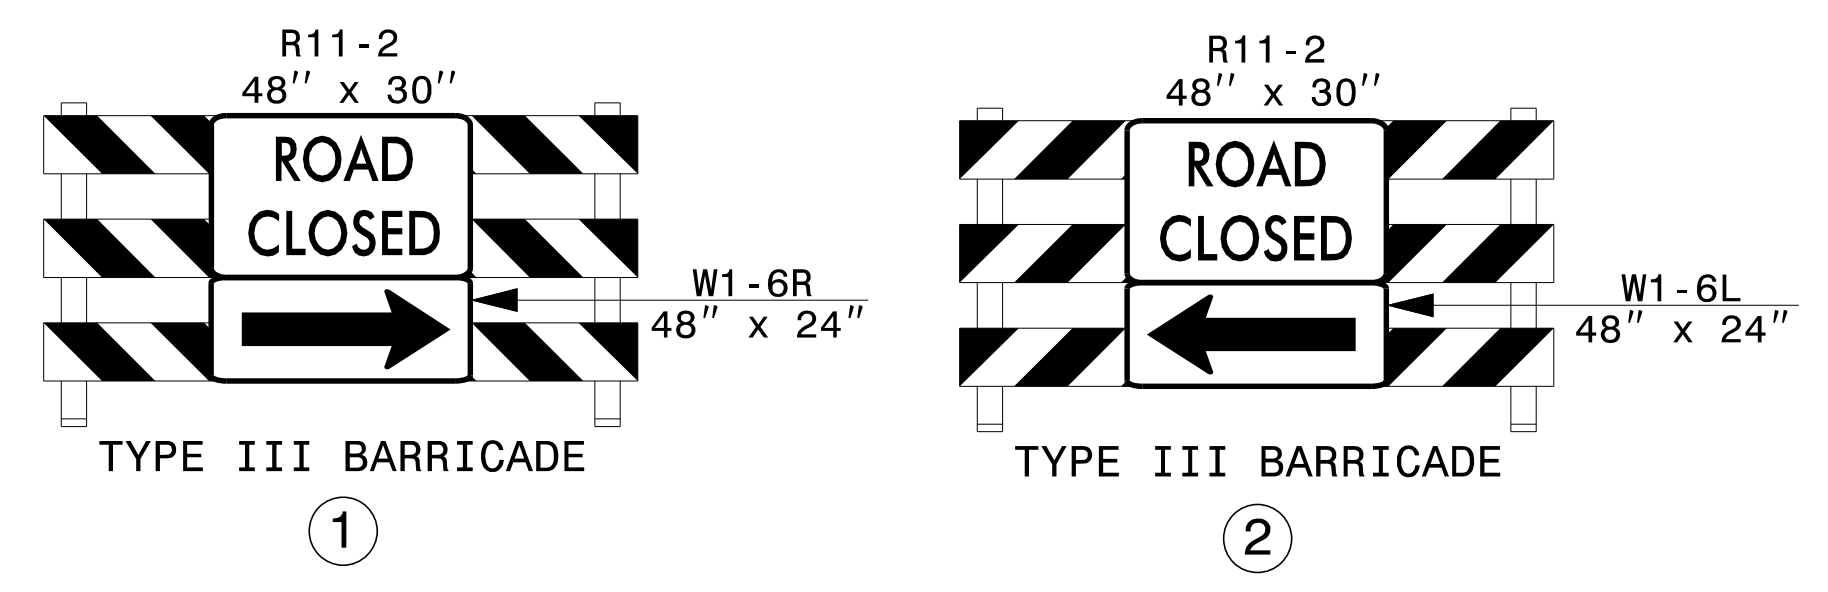 R11-2
48" x 30"
ROAD
CLOSED
W1-6R
48" x 24"
TYPE III BARRICADE
1
R11-2
48" x 30"
ROAD
CLOSED
W1-6L
48" x 24"
TYPE III BARRICADE
2